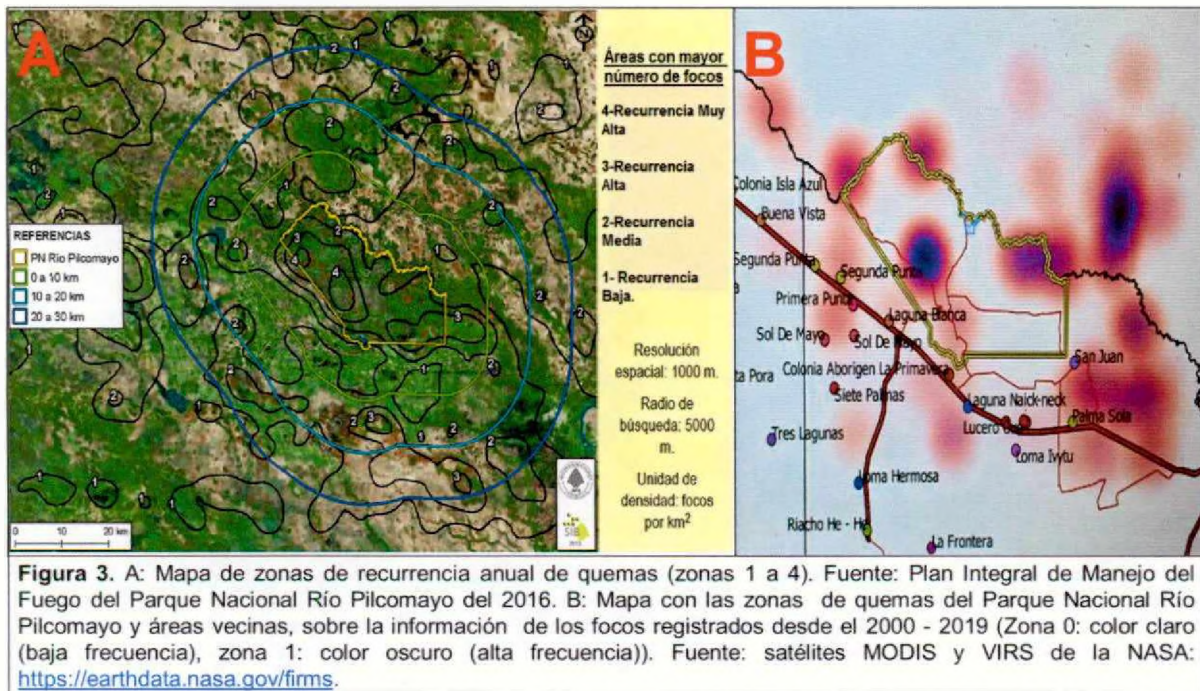 A
REFERENCIAS
PN Río Pilcomayo
0 a 10 km
10 a 20 km
20 a 30 km
0 10 20 km
Áreas con mayor
número de focos
4-Recurrencia Muy
Alta
3-Recurrencia
Alta
2-Recurrencia
Media
1- Recurrencia
Baja.
Resolución
espacial: 1000 m.
Radio de
búsqueda: 5000
m.
Unidad de
densidad: focos
por km²
B
Colonia Isla Azul
Buena Vista
Segunda Punta
Segunda Punta
Primera Punta
Laguna Blanca
Sol De Mayo
Sol De Mayo
Colonia Aborigen La Primavera
San Juan
ta Pora
Siete Palmas
Laguna Naick-neck
Lucero
Palma Sola
Tres Lagunas
Loma Ivytu
Loma Hermosa
Riacho He - He
La Frontera
Figura 3. A: Mapa de zonas de recurrencia anual de quemas (zonas 1 a 4). Fuente: Plan Integral de Manejo del
Fuego del Parque Nacional Río Pilcomayo del 2016. B: Mapa con las zonas de quemas del Parque Nacional Río
Pilcomayo y áreas vecinas, sobre la información de los focos registrados desde el 2000 - 2019 (Zona 0: color claro
(baja frecuencia), zona 1: color oscuro (alta frecuencia)). Fuente: satélites MODIS y VIRS de la NASA:
https://earthdata.nasa.gov/firms.